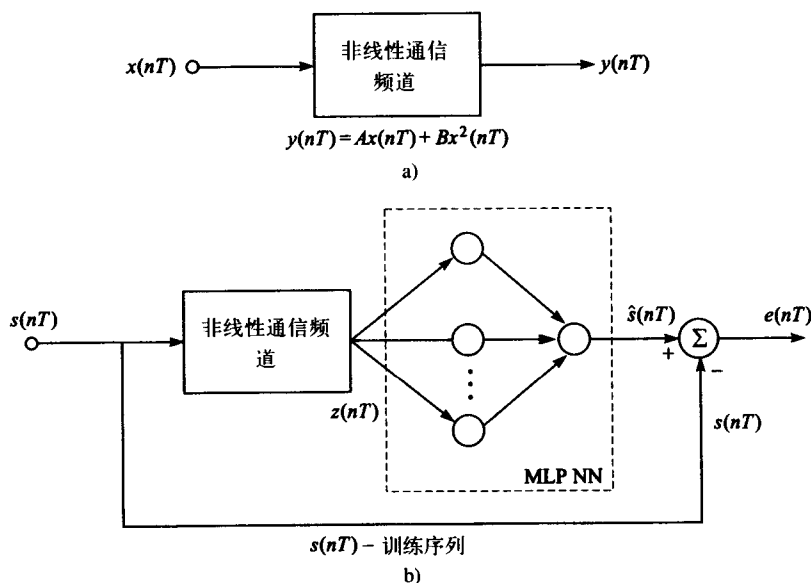 x(nT)
非线性通信
频道
y(nT)
y(nT) = Ax(nT) + Bx²(nT)
a)
s(nT)
非线性通信频
道
z(nT)
MLP NN
ŝ(nT)
+
Σ
−
e(nT)
s(nT)
s(nT) − 训练序列
b)